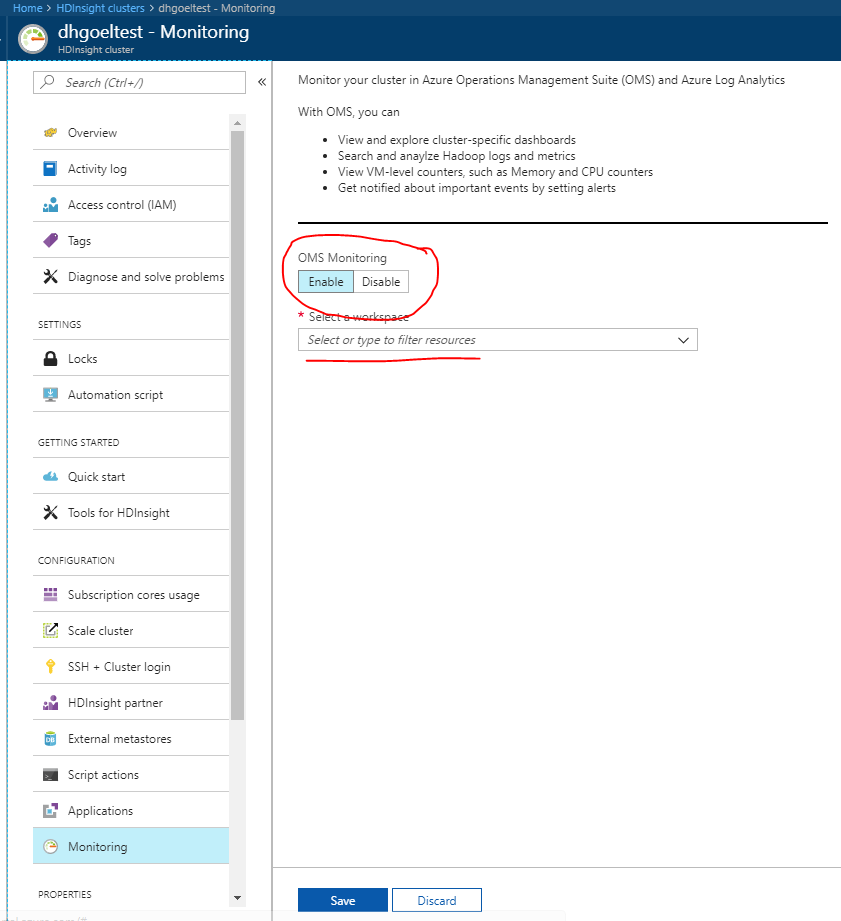 Home > HDInsight clusters > dhgoeltest - Monitoring
dhgoeltest - Monitoring
HDInsight cluster
Search (Ctrl+/)
Overview
Activity log
Access control (IAM)
Tags
Diagnose and solve problems
SETTINGS
Locks
Automation script
GETTING STARTED
Quick start
Tools for HDInsight
CONFIGURATION
Subscription cores usage
Scale cluster
SSH + Cluster login
HDInsight partner
External metastores
Script actions
Applications
Monitoring
PROPERTIES
Monitor your cluster in Azure Operations Management Suite (OMS) and Azure Log Analytics
With OMS, you can
• View and explore cluster-specific dashboards
• Search and anaylze Hadoop logs and metrics
• View VM-level counters, such as Memory and CPU counters
• Get notified about important events by setting alerts
OMS Monitoring
Enable Disable
* Select a workspace
Select or type to filter resources
Save Discard